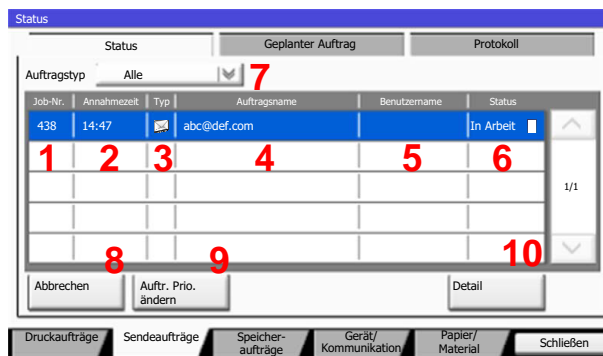 Status
Status Geplanter Auftrag Protokoll
Auftragstyp Alle 7
Job-Nr. Annahmezeit Typ Auftragsname Benutzername Status
438 14:47 abc@def.com In Arbeit
1 2 3 4 5 6
1/1
8 9 10
Abbrechen Auftr. Prio. Detail
ändern
Druckaufträge Sendeaufträge Speicher- Gerät/ Papier/ Schließen
aufträge Kommunikation Material